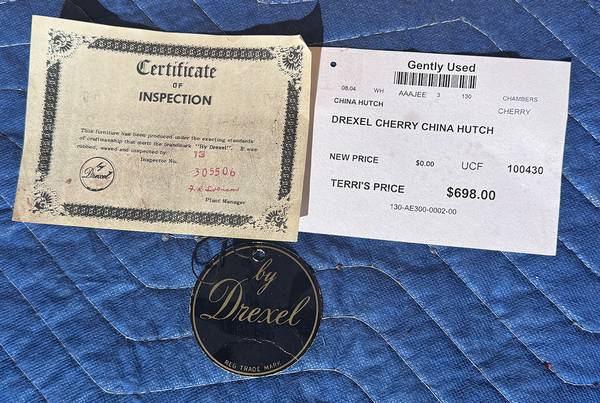 Certificate
OF
INSPECTION
This furniture has been produced under the exacting standards
of craftsmanship that merit the trademark "By Drexel". It was
rubbed, waxed and inspected by:
13
Inspector No.
305506
by
Drexel
Plant Manager
Gently Used
08.04 WH AAAJEE 3 130 CHAMBERS
CHINA HUTCH CHERRY
DREXEL CHERRY CHINA HUTCH
NEW PRICE $0.00 UCF 100430
TERRI'S PRICE $698.00
130-AE300-0002-00
by
Drexel
REG TRADE MARK